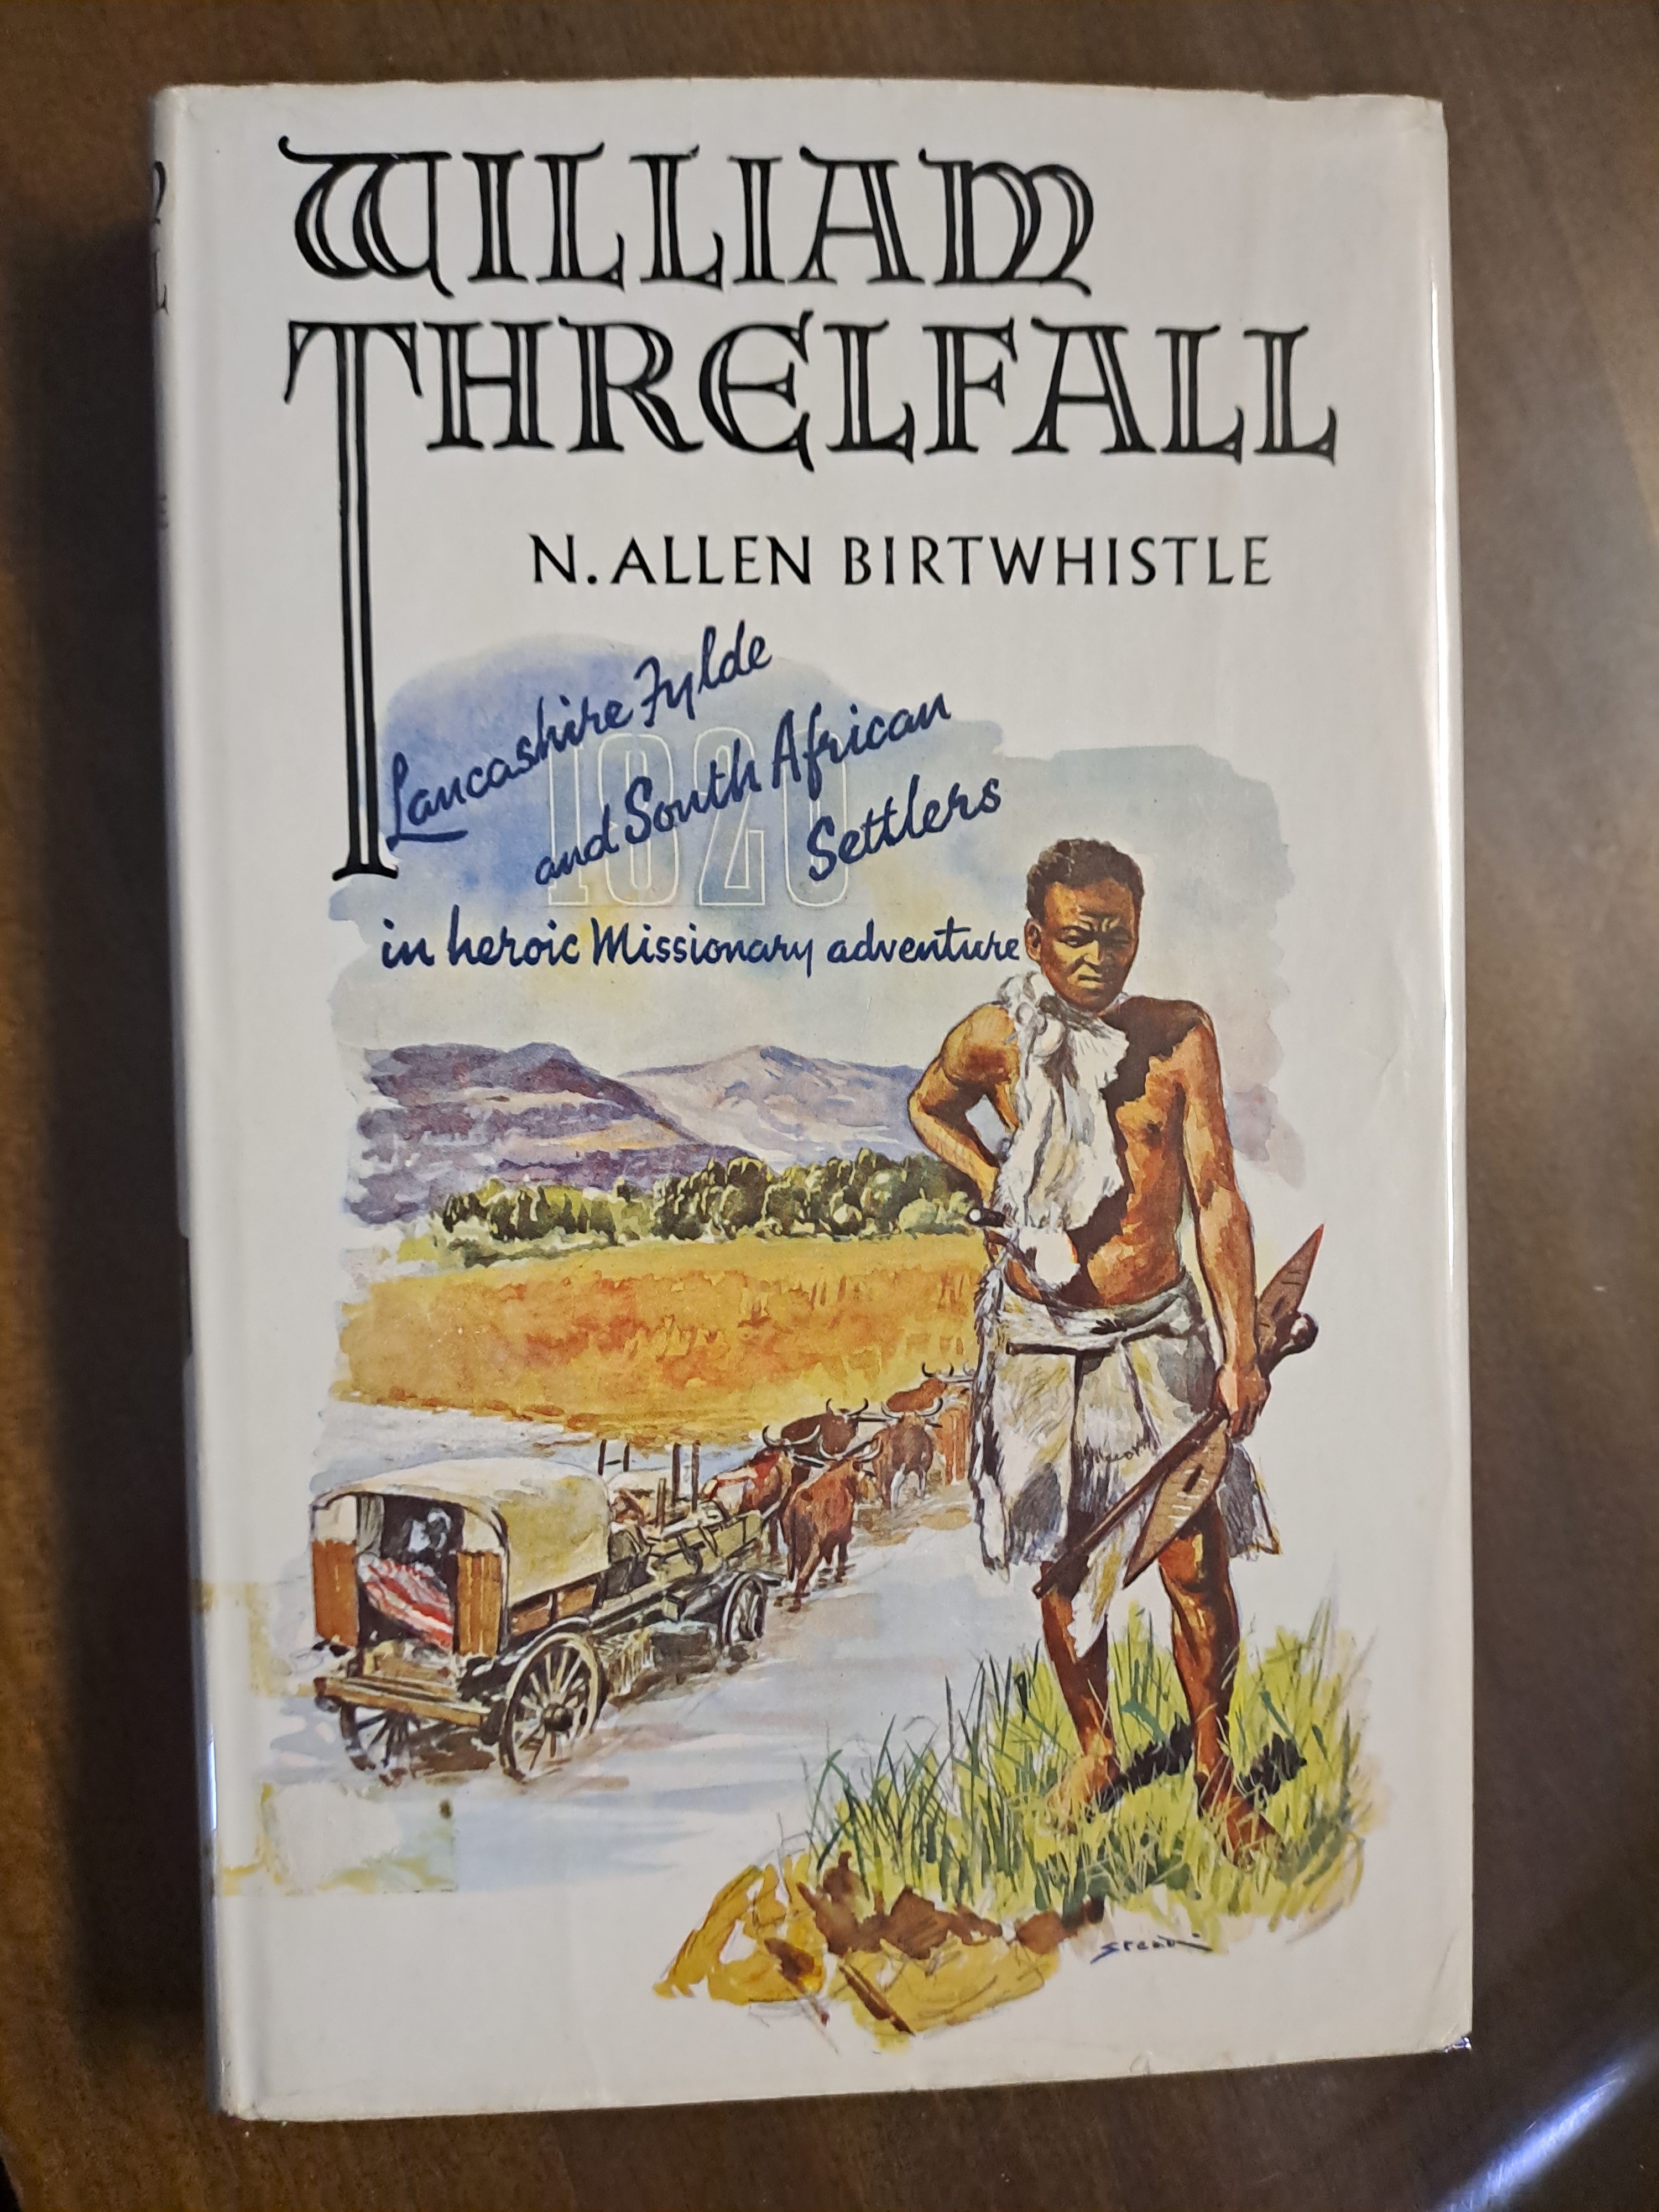 WILLIAM
THRELFALL
N. ALLEN BIRTWHISTLE
1820
Lancashire Fylde
and South African
Settlers
in heroic Missionary adventure